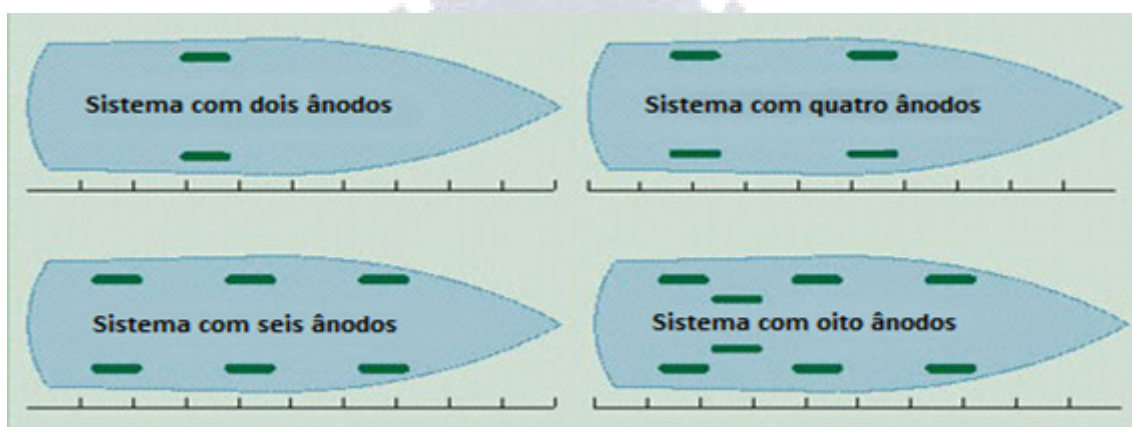 Sistema com dois ânodos
Sistema com quatro ânodos
Sistema com seis ânodos
Sistema com oito ânodos